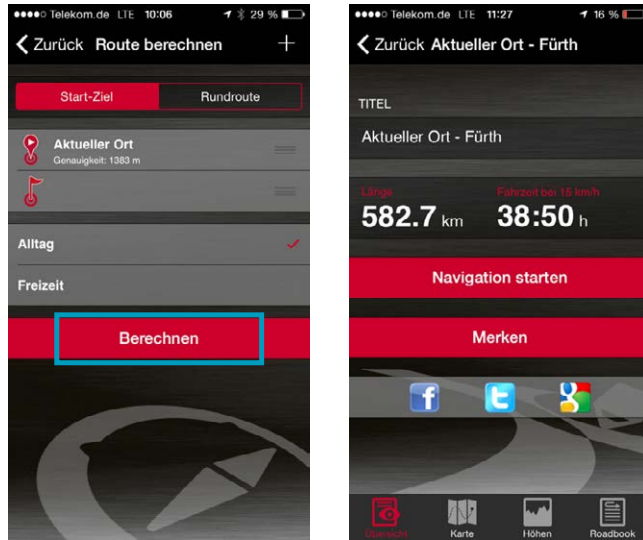 Telekom.de LTE 10:06 29 %
Zurück Route berechnen +
Start-Ziel Rundroute
Aktueller Ort
Genauigkeit: 1383 m
Alltag
Freizeit
Berechnen
Telekom.de LTE 11:27 16 %
Zurück Aktueller Ort - Fürth
TITEL
Aktueller Ort - Fürth
Länge Fahrzeit bei 15 km/h
582.7 km 38:50 h
Navigation starten
Merken
Übersicht Karte Höhen Roadbook